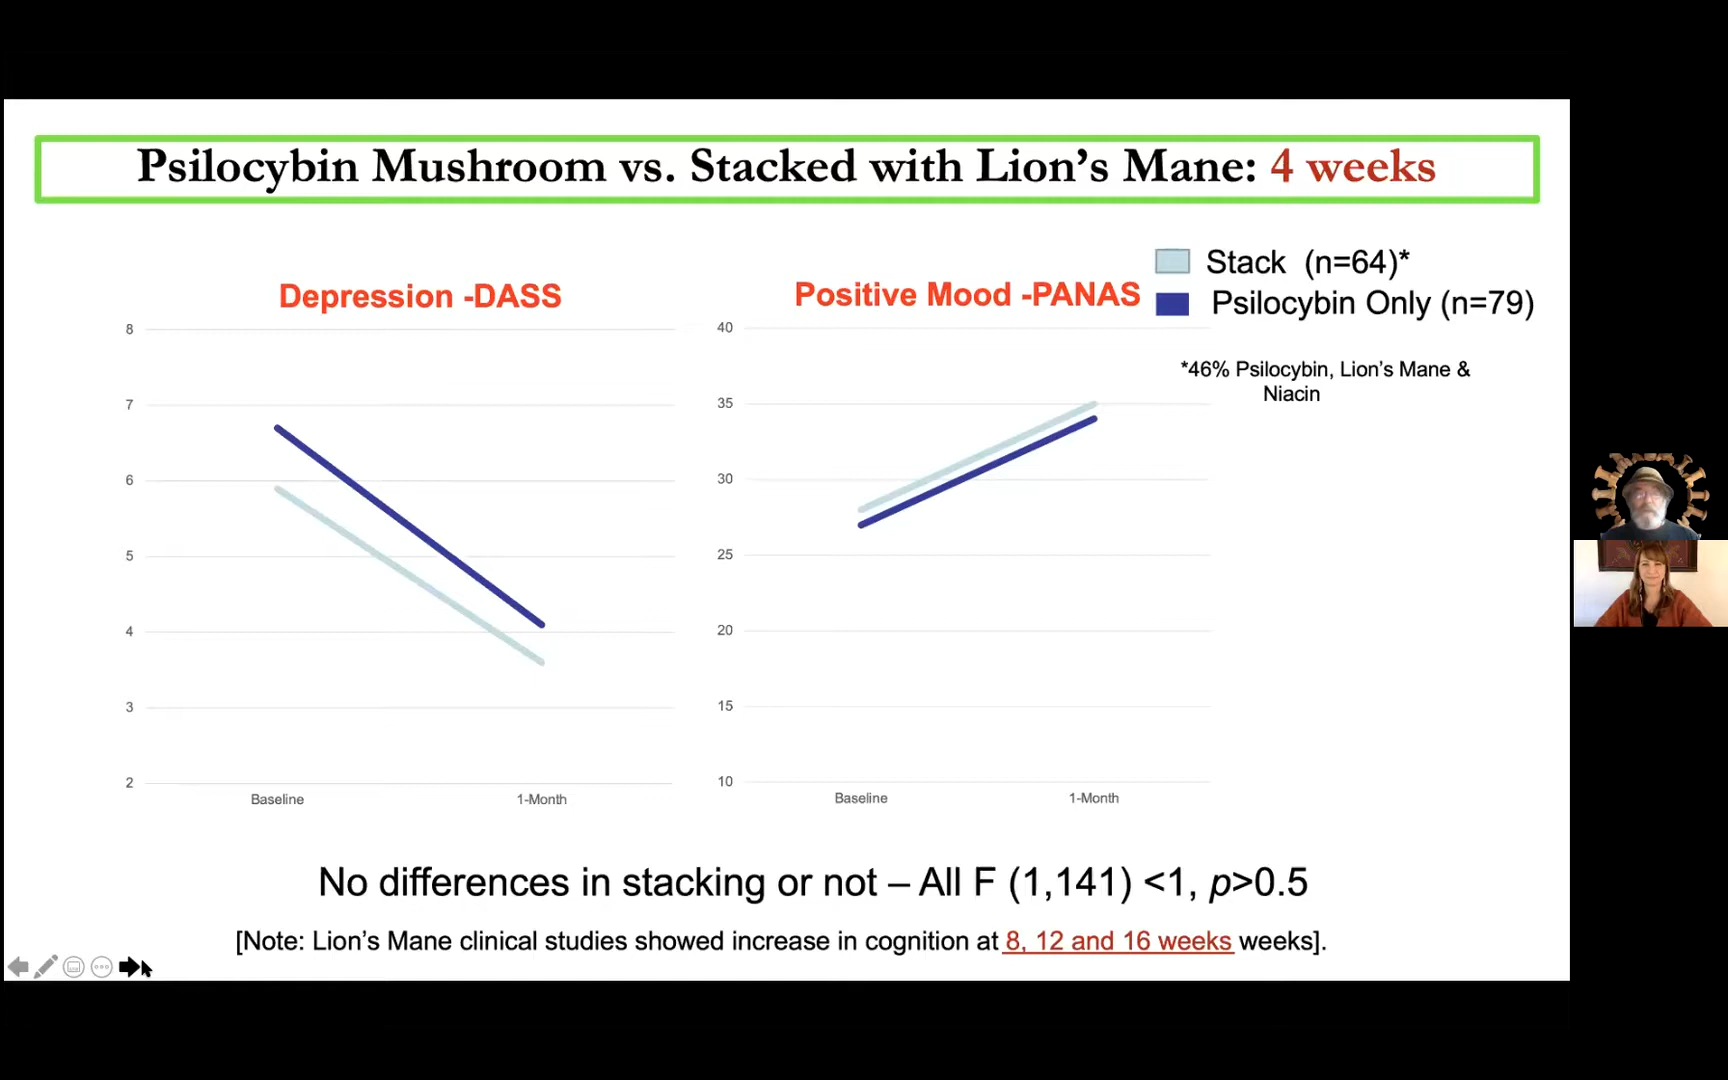 Psilocybin Mushroom vs. Stacked with Lion's Mane: 4 weeks
Stack (n=64)*
Psilocybin Only (n=79)
*46% Psilocybin, Lion's Mane &
Niacin
Depression -DASS
8
7
6
5
4
3
2
Baseline
1-Month
Positive Mood -PANAS
40
35
30
25
20
15
10
Baseline
1-Month
No differences in stacking or not – All F (1,141) <1, p>0.5
[Note: Lion's Mane clinical studies showed increase in cognition at 8, 12 and 16 weeks weeks].